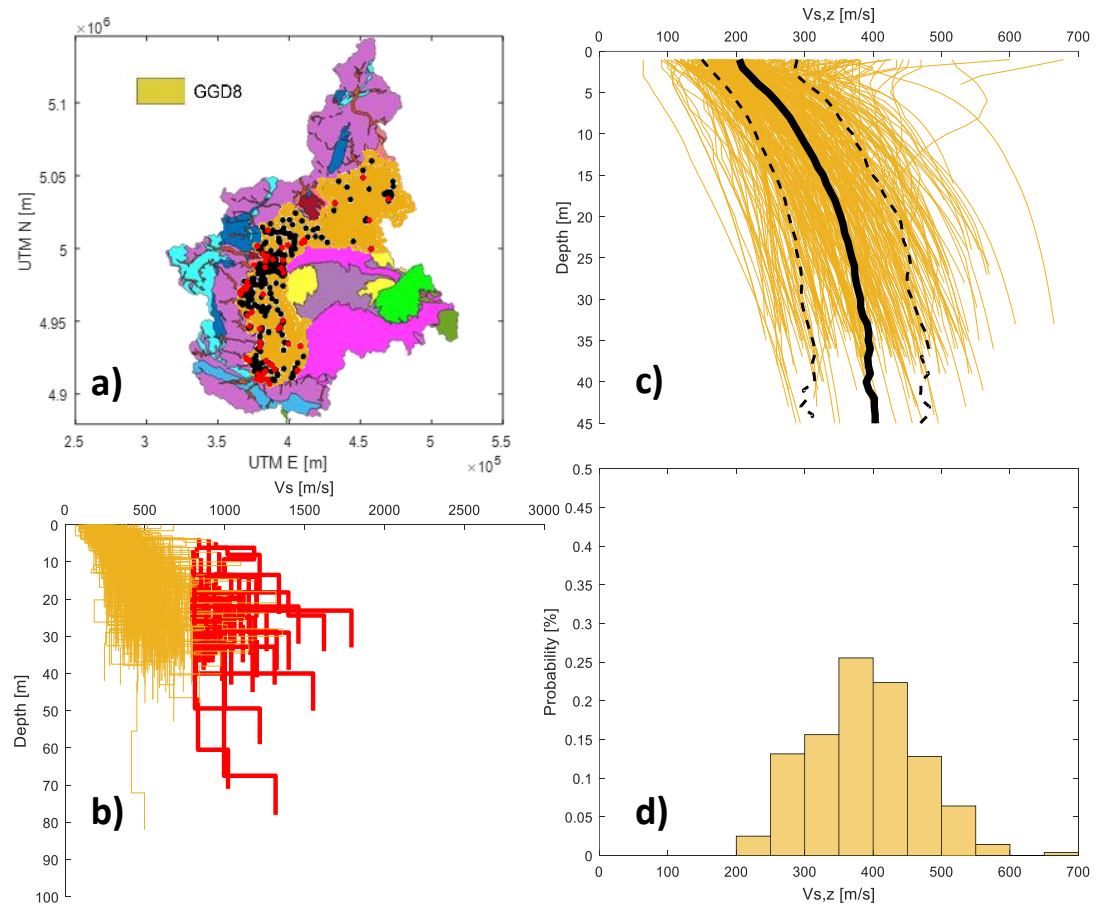 ×10⁶
GGD8
5.1
5.05
5
4.95
4.9
UTM N [m]
a)
2.5 3 3.5 4 4.5 5 5.5
UTM E [m]
×10⁵
Vs,z [m/s]
0 100 200 300 400 500 600 700
0
5
10
15
20
25
30
35
40
45
Depth [m]
c)
Vs [m/s]
0 500 1000 1500 2000 2500 3000
0
10
20
30
40
50
60
70
80
90
100
Depth [m]
b)
0.5
0.45
0.4
0.35
0.3
0.25
0.2
0.15
0.1
0.05
0
Probability [%]
d)
0 100 200 300 400 500 600 700
Vs,z [m/s]